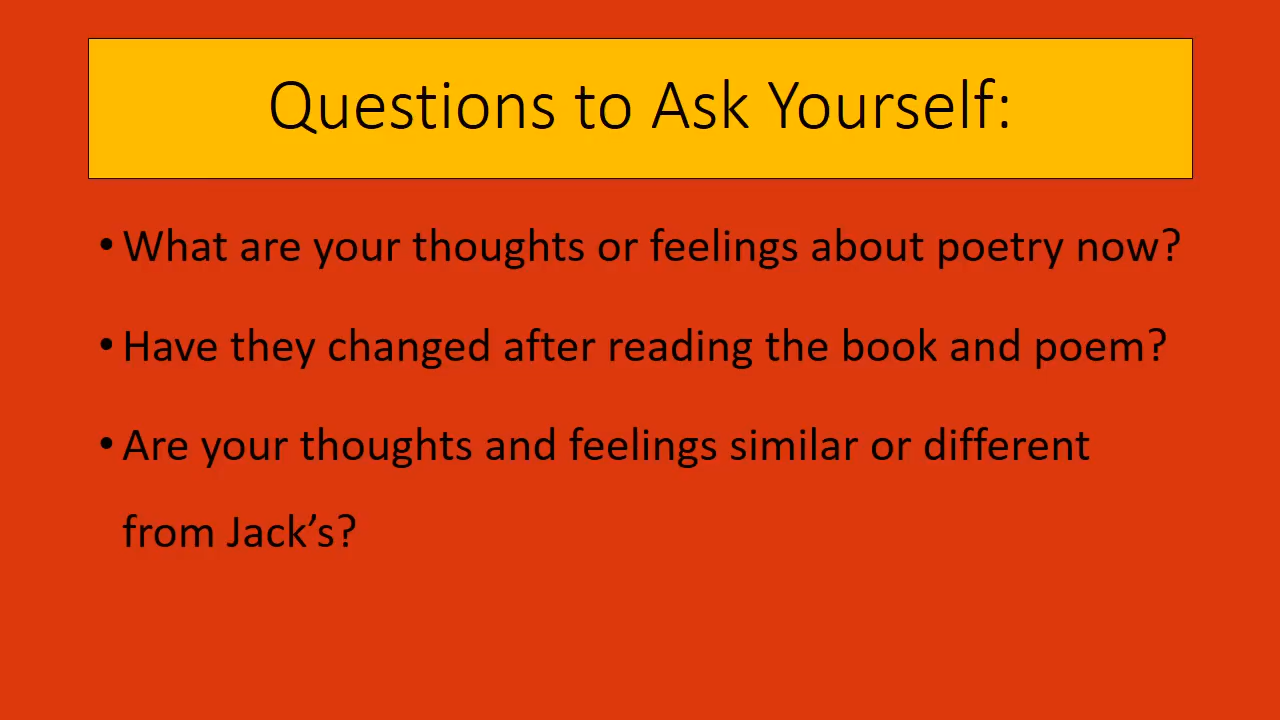 Questions to Ask Yourself:
• What are your thoughts or feelings about poetry now?
• Have they changed after reading the book and poem?
• Are your thoughts and feelings similar or different
from Jack’s?